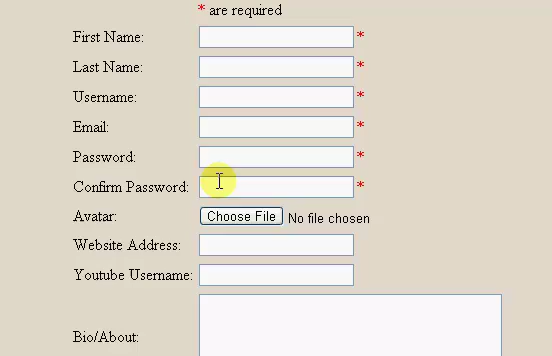 * are required
First Name: *
Last Name: *
Username: *
Email: *
Password: *
Confirm Password: *
Avatar: Choose File No file chosen
Website Address:
Youtube Username:
Bio/About: